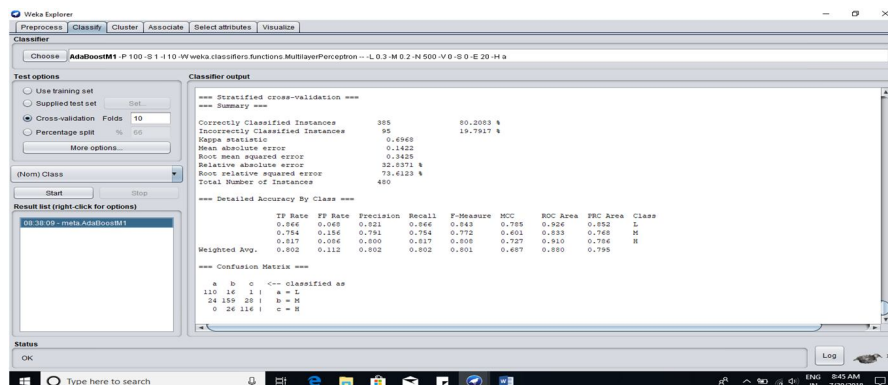 Weka Explorer
Preprocess Classify Cluster Associate Select attributes Visualize
Classifier
Choose AdaBoostM1 -P 100 -S 1 -I 10 -W weka.classifiers.functions.MultilayerPerceptron -- -L 0.3 -M 0.2 -N 500 -V 0 -S 0 -E 20 -H a
Test options
Use training set
Supplied test set Set...
Cross-validation Folds 10
Percentage split % 66
More options...
(Nom) Class
Start Stop
Result list (right-click for options)
08:38:09 - meta.AdaBoostM1
Classifier output
=== Stratified cross-validation ===
=== Summary ===
Correctly Classified Instances 385 80.2083 %
Incorrectly Classified Instances 95 19.7917 %
Kappa statistic 0.6968
Mean absolute error 0.1422
Root mean squared error 0.3425
Relative absolute error 32.8371 %
Root relative squared error 73.6123 %
Total Number of Instances 480
=== Detailed Accuracy By Class ===
TP Rate FP Rate Precision Recall F-Measure MCC ROC Area PRC Area Class
0.866 0.068 0.821 0.866 0.843 0.785 0.926 0.852 L
0.754 0.156 0.791 0.754 0.772 0.601 0.833 0.768 M
0.817 0.086 0.800 0.817 0.808 0.727 0.910 0.786 H
Weighted Avg. 0.802 0.112 0.802 0.802 0.801 0.687 0.880 0.795
=== Confusion Matrix ===
a b c <-- classified as
110 16 1 | a = L
24 159 28 | b = M
0 26 116 | c = H
Status
OK
Log
Type here to search
ENG 8:45 AM
IN 7/20/2019